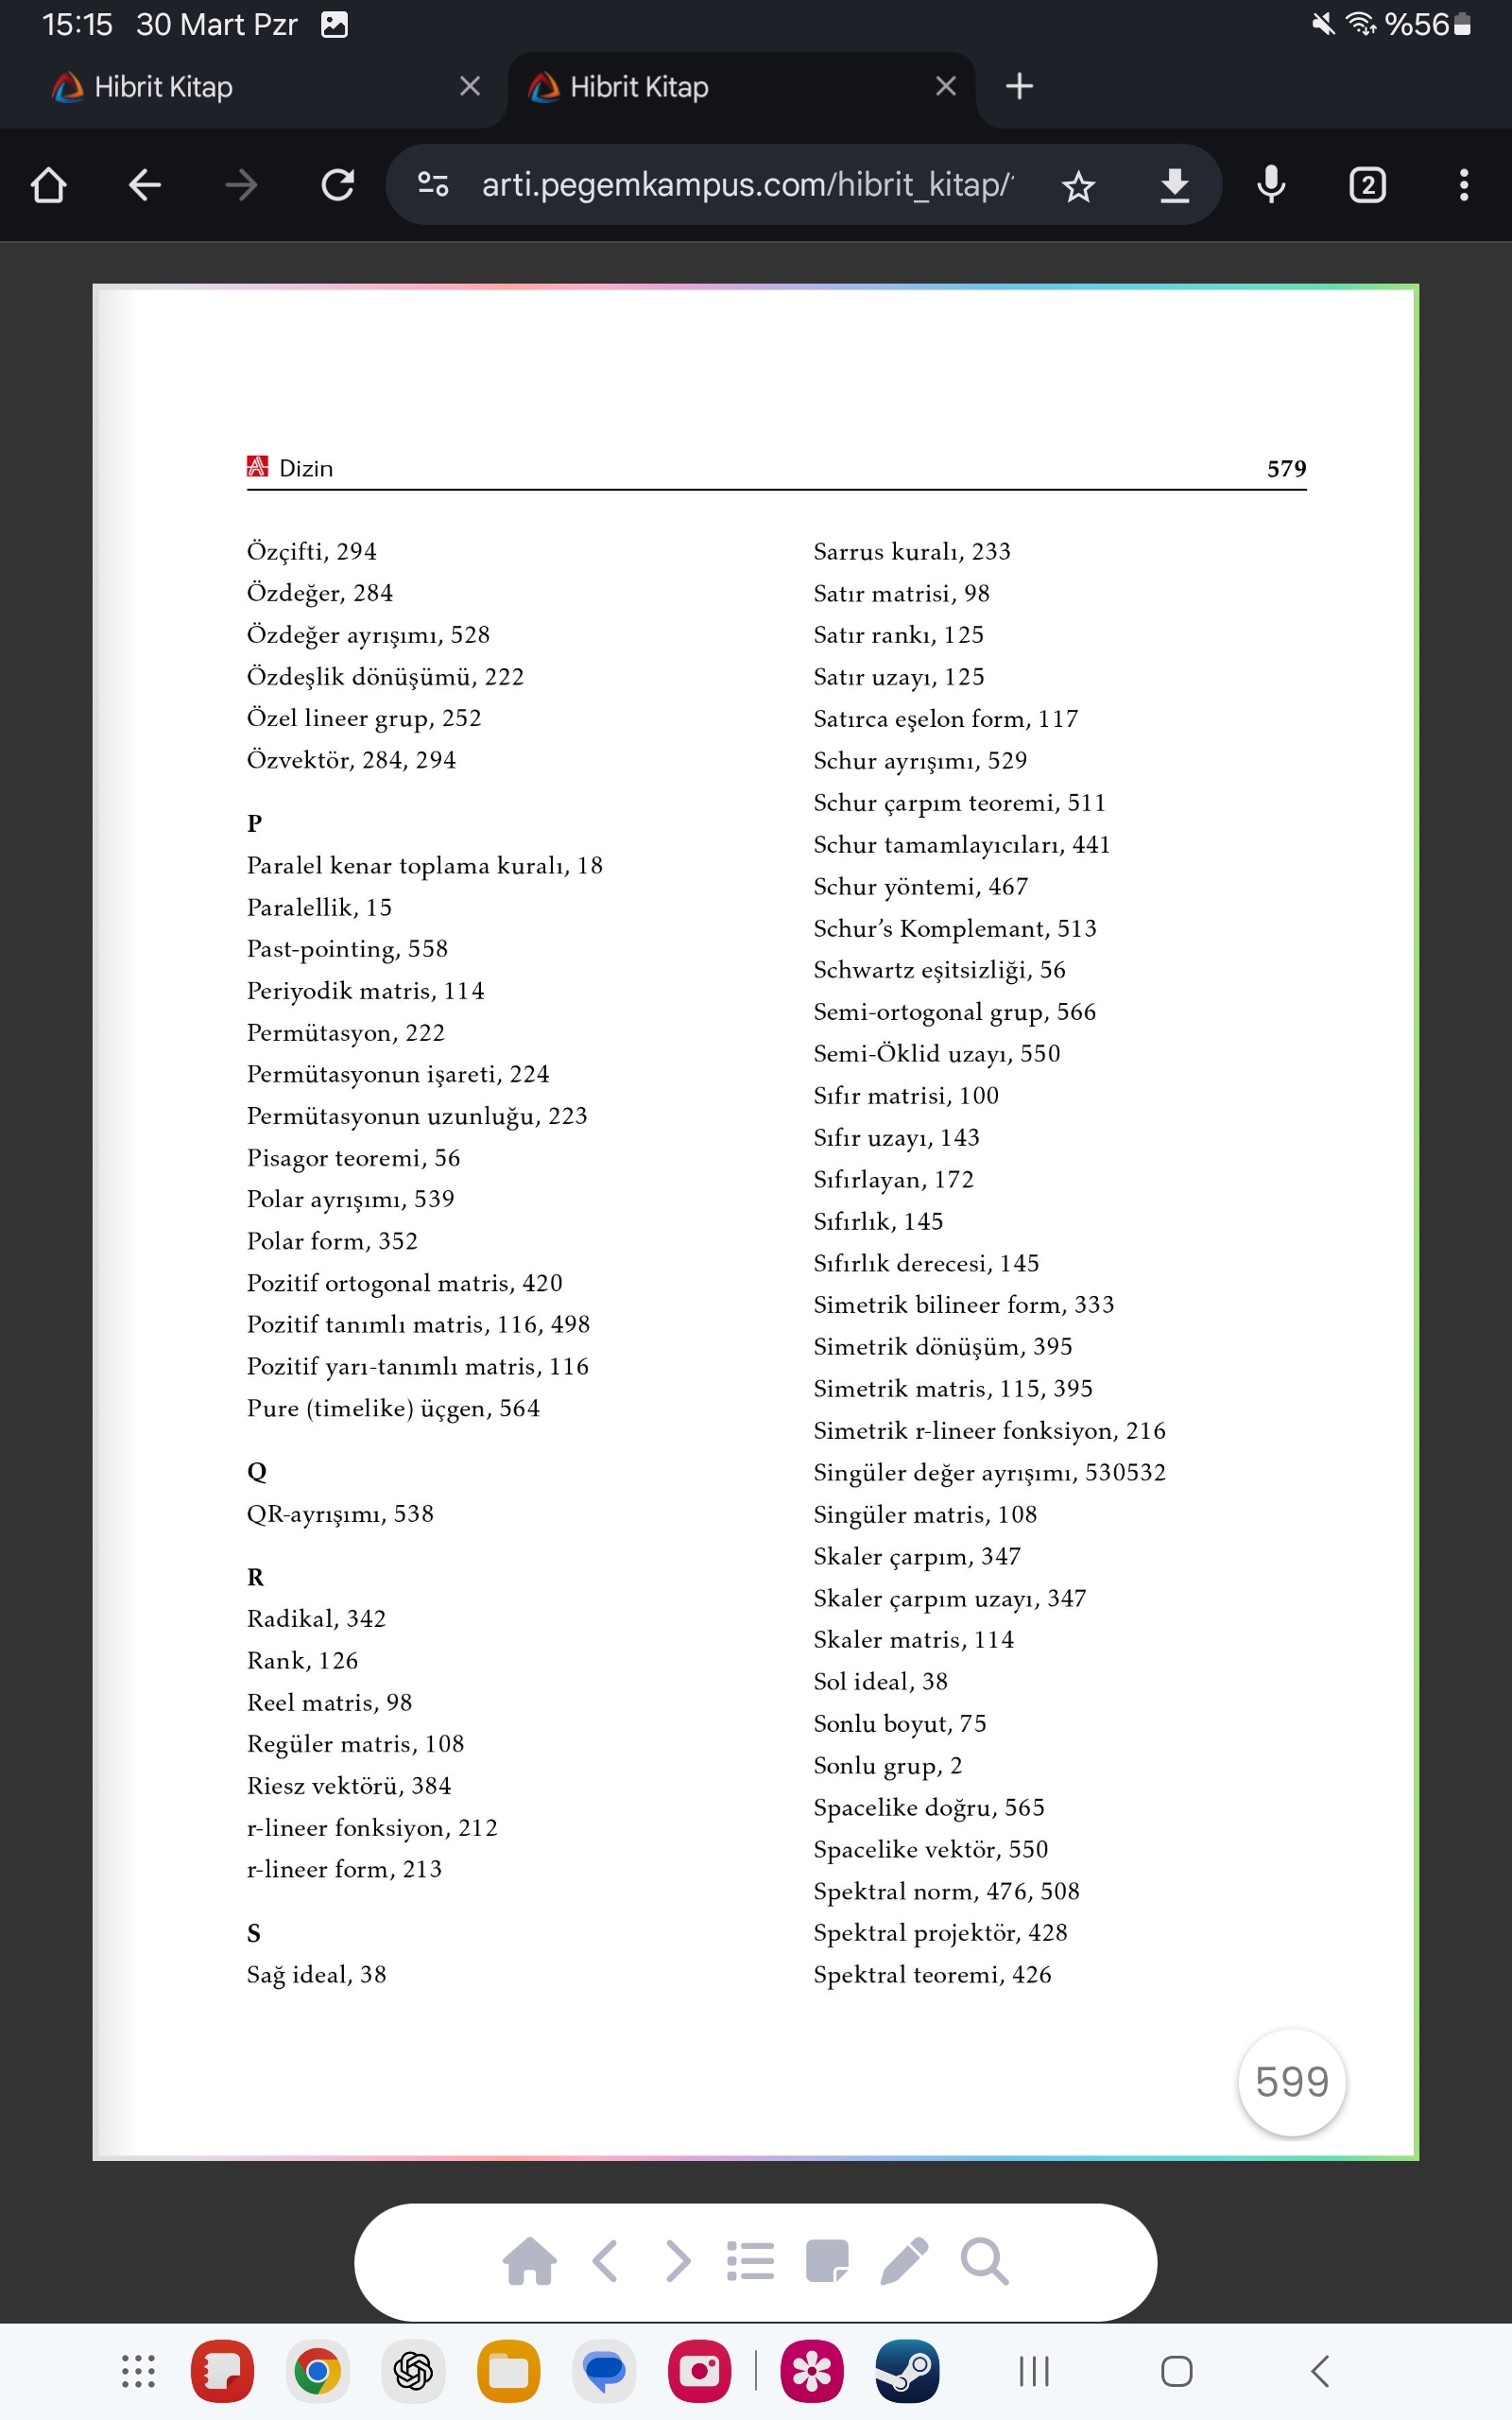 15:15 30 Mart Pzr %56
Hibrit Kitap
Hibrit Kitap
arti.pegemkampus.com/hibrit_kitap/
2
Dizin 579
Özçifti, 294
Özdeğer, 284
Özdeğer ayrışımı, 528
Özdeşlik dönüşümü, 222
Özel lineer grup, 252
Özvektör, 284, 294
P
Paralel kenar toplama kuralı, 18
Paralellik, 15
Past-pointing, 558
Periyodik matris, 114
Permütasyon, 222
Permütasyonun işareti, 224
Permütasyonun uzunluğu, 223
Pisagor teoremi, 56
Polar ayrışımı, 539
Polar form, 352
Pozitif ortogonal matris, 420
Pozitif tanımlı matris, 116, 498
Pozitif yarı-tanımlı matris, 116
Pure (timelike) üçgen, 564
Q
QR-ayrışımı, 538
R
Radikal, 342
Rank, 126
Reel matris, 98
Regüler matris, 108
Riesz vektörü, 384
r-lineer fonksiyon, 212
r-lineer form, 213
S
Sağ ideal, 38
Sarrus kuralı, 233
Satır matrisi, 98
Satır rankı, 125
Satır uzayı, 125
Satırca eşelon form, 117
Schur ayrışımı, 529
Schur çarpım teoremi, 511
Schur tamamlayıcıları, 441
Schur yöntemi, 467
Schur’s Komplemant, 513
Schwartz eşitsizliği, 56
Semi-ortogonal grup, 566
Semi-Öklid uzayı, 550
Sıfır matrisi, 100
Sıfır uzayı, 143
Sıfırlayan, 172
Sıfırlık, 145
Sıfırlık derecesi, 145
Simetrik bilineer form, 333
Simetrik dönüşüm, 395
Simetrik matris, 115, 395
Simetrik r-lineer fonksiyon, 216
Singüler değer ayrışımı, 530532
Singüler matris, 108
Skaler çarpım, 347
Skaler çarpım uzayı, 347
Skaler matris, 114
Sol ideal, 38
Sonlu boyut, 75
Sonlu grup, 2
Spacelike doğru, 565
Spacelike vektör, 550
Spektral norm, 476, 508
Spektral projektör, 428
Spektral teoremi, 426
599